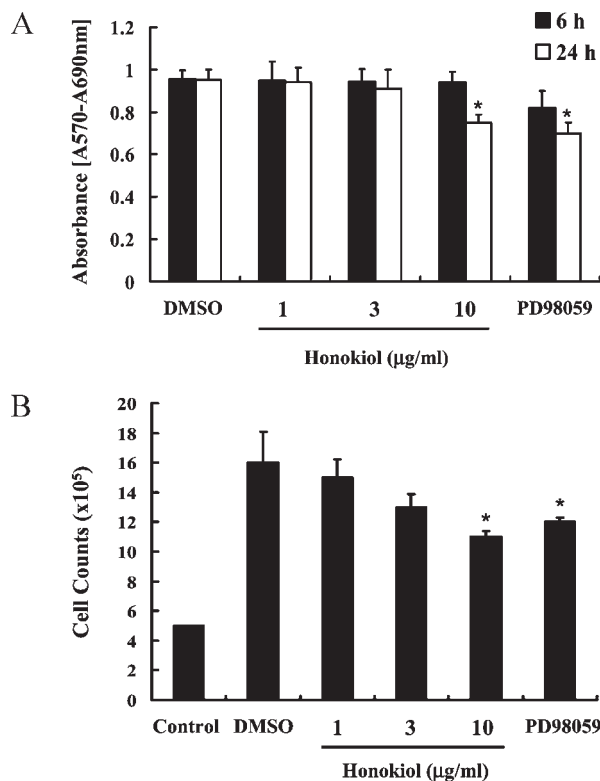 A
6 h
24 h
1.2
1
0.8
0.6
0.4
0.2
0
Absorbance [A570-A690nm]
*
*
DMSO 1 3 10 PD98059
Honokiol (μg/ml)
B
20
18
16
14
12
10
8
6
4
2
0
Cell Counts (x10⁵)
*
*
Control DMSO 1 3 10 PD98059
Honokiol (μg/ml)